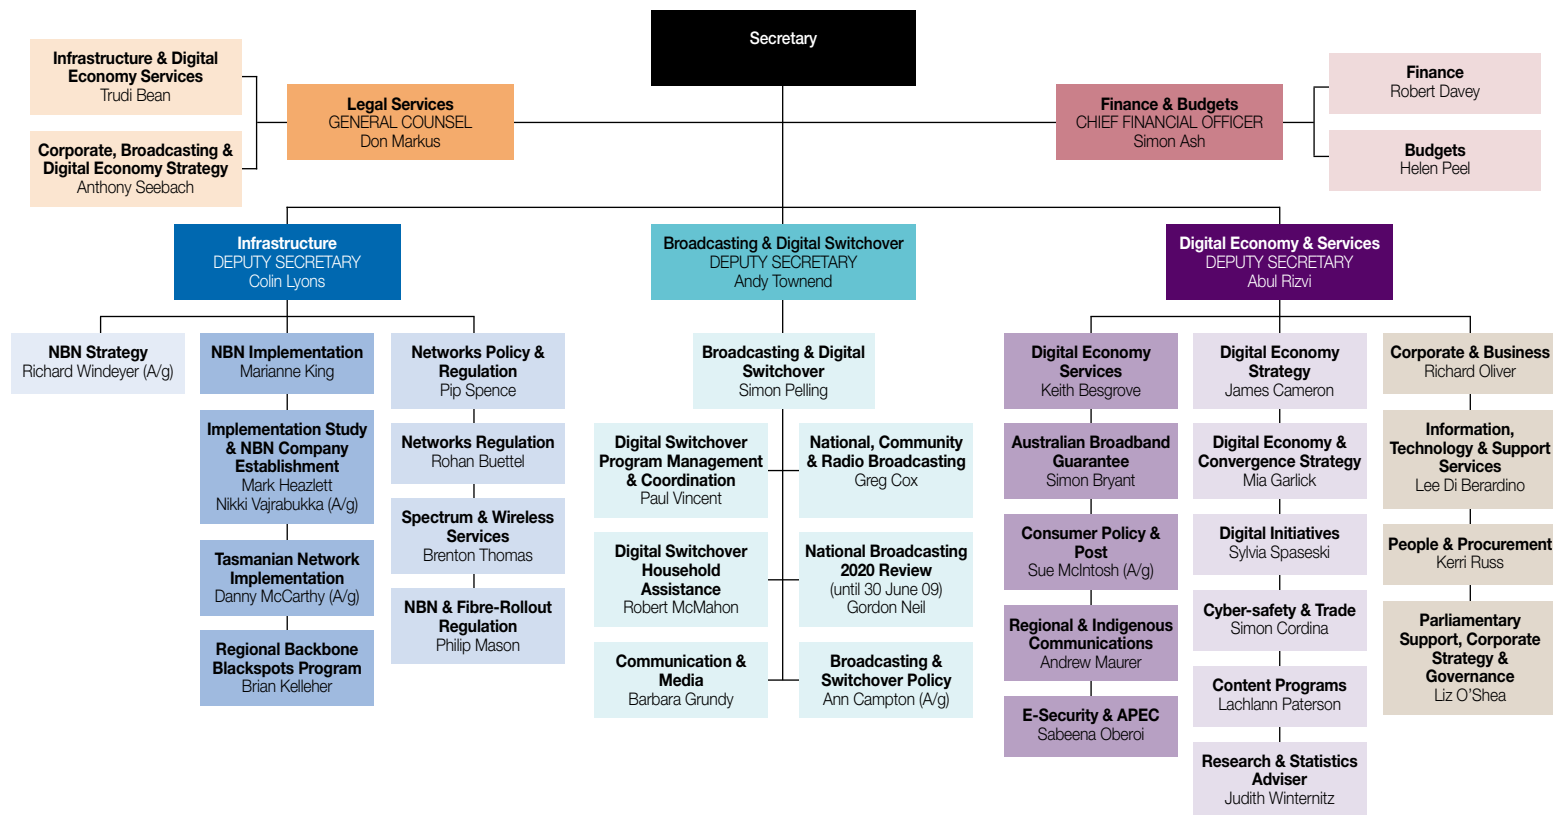 Secretary
Infrastructure & Digital
Economy Services
Trudi Bean
Corporate, Broadcasting &
Digital Economy Strategy
Anthony Seebach
Legal Services
GENERAL COUNSEL
Don Markus
Finance & Budgets
CHIEF FINANCIAL OFFICER
Simon Ash
Finance
Robert Davey
Budgets
Helen Peel
Infrastructure
DEPUTY SECRETARY
Colin Lyons
Broadcasting & Digital Switchover
DEPUTY SECRETARY
Andy Townend
Digital Economy & Services
DEPUTY SECRETARY
Abul Rizvi
NBN Strategy
Richard Windeyer (A/g)
NBN Implementation
Marianne King
Implementation Study
& NBN Company
Establishment
Mark Heazlett
Nikki Vajrabukka (A/g)
Tasmanian Network
Implementation
Danny McCarthy (A/g)
Regional Backbone
Blackspots Program
Brian Kelleher
Networks Policy &
Regulation
Pip Spence
Networks Regulation
Rohan Buettel
Spectrum & Wireless
Services
Brenton Thomas
NBN & Fibre-Rollout
Regulation
Philip Mason
Broadcasting & Digital
Switchover
Simon Pelling
Digital Switchover
Program Management
& Coordination
Paul Vincent
Digital Switchover
Household
Assistance
Robert McMahon
Communication &
Media
Barbara Grundy
National, Community
& Radio Broadcasting
Greg Cox
National Broadcasting
2020 Review
(until 30 June 09)
Gordon Neil
Broadcasting &
Switchover Policy
Ann Campton (A/g)
Digital Economy
Services
Keith Besgrove
Australian Broadband
Guarantee
Simon Bryant
Consumer Policy &
Post
Sue McIntosh (A/g)
Regional & Indigenous
Communications
Andrew Maurer
E-Security & APEC
Sabeena Oberoi
Digital Economy
Strategy
James Cameron
Digital Economy &
Convergence Strategy
Mia Garlick
Digital Initiatives
Sylvia Spaseski
Cyber-safety & Trade
Simon Cordina
Content Programs
Lachlann Paterson
Research & Statistics
Adviser
Judith Winternitz
Corporate & Business
Richard Oliver
Information,
Technology & Support
Services
Lee Di Berardino
People & Procurement
Kerri Russ
Parliamentary
Support, Corporate
Strategy &
Governance
Liz O'Shea